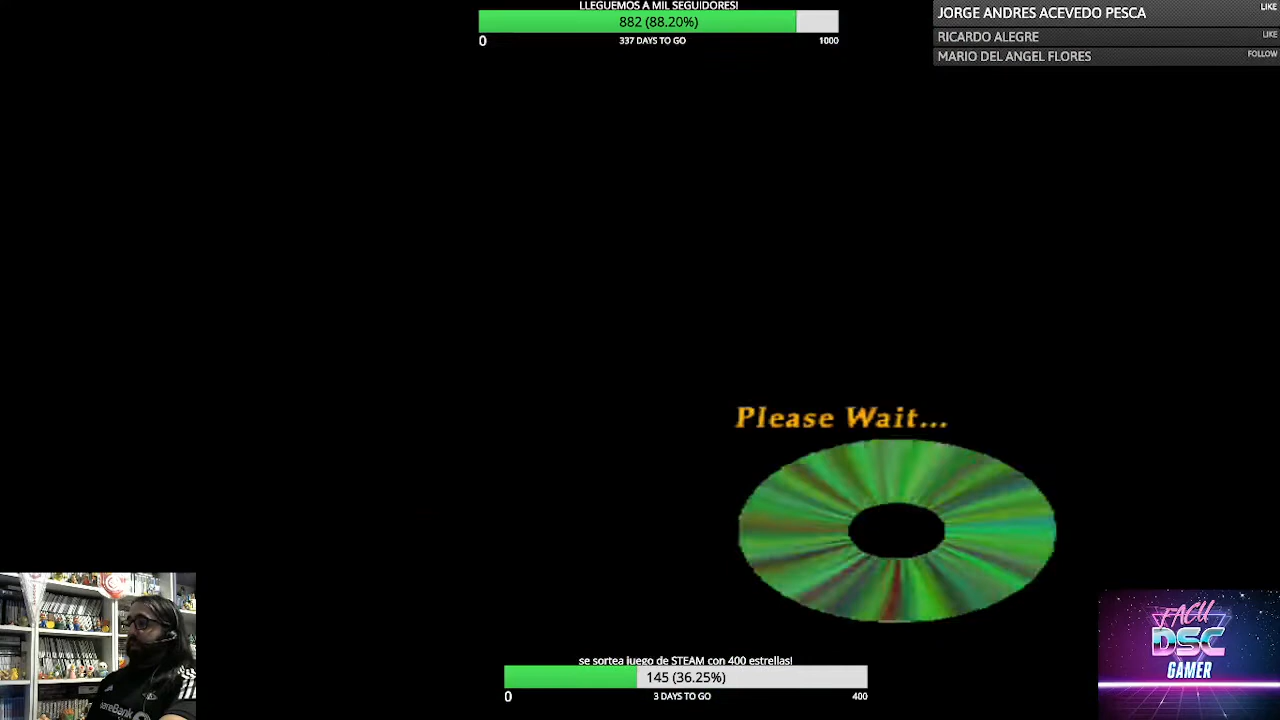 LLEGUEMOS A MIL SEGUIDORES!
882 (88.20%)
0
337 DAYS TO GO
1000
JORGE ANDRES ACEVEDO PESCA
LIKE
RICARDO ALEGRE
LIKE
MARIO DEL ANGEL FLORES
FOLLOW
Please Wait...
se sortea juego de STEAM con 400 estrellas!
145 (36.25%)
0
3 DAYS TO GO
400
FACU
DSC
GAMER